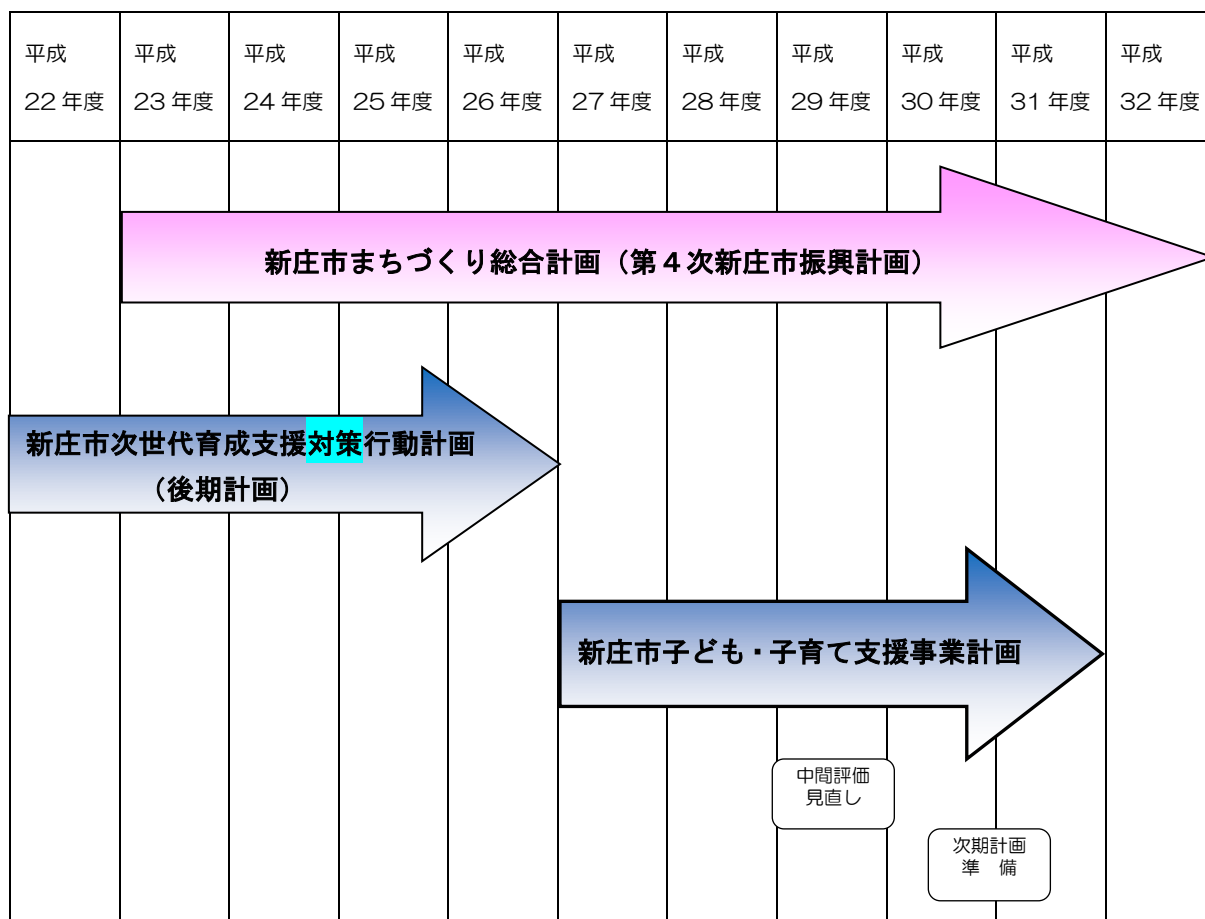 平成 平成 平成 平成 平成 平成 平成 平成 平成 平成 平成
22年度 23年度 24年度 25年度 26年度 27年度 28年度 29年度 30年度 31年度 32年度
新庄市まちづくり総合計画（第４次新庄市振興計画）
新庄市次世代育成支援対策行動計画
（後期計画）
新庄市子ども・子育て支援事業計画
中間評価
見直し
次期計画
準　備